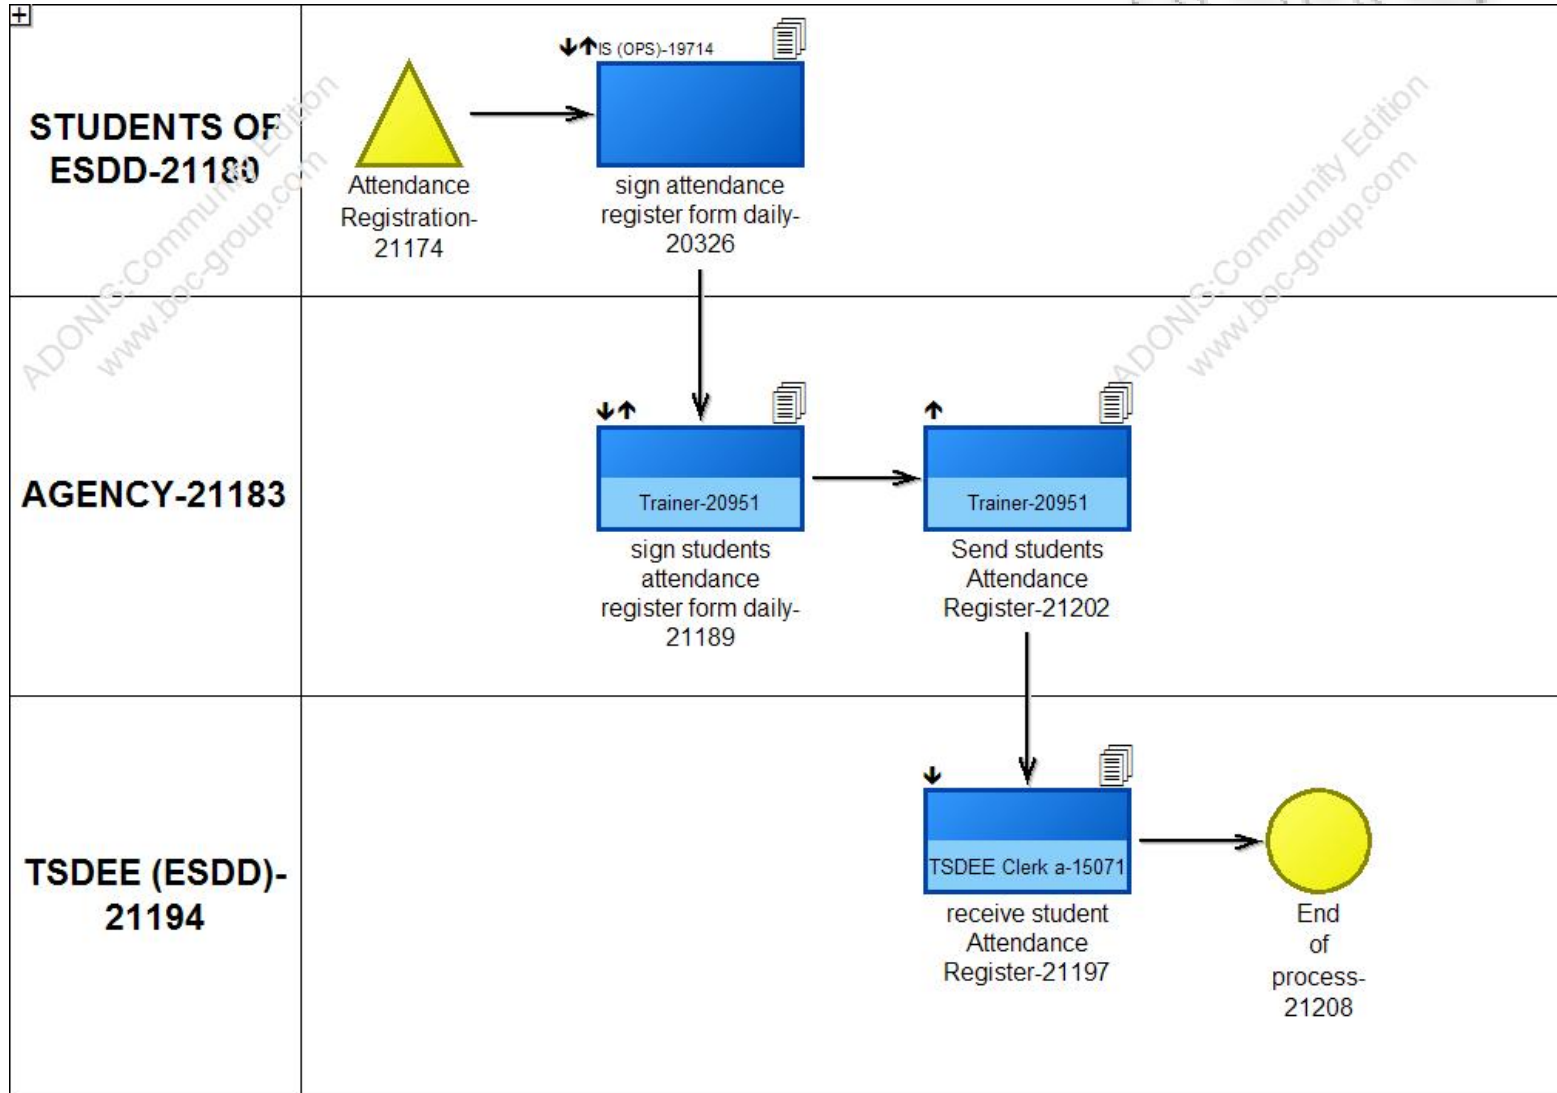 STUDENTS OF
ESDD-21180
IS (OPS)-19714
Attendance
Registration-
21174
sign attendance
register form daily-
20326
ADONIS:Community Edition
www.boc-group.com
ADONIS:Community Edition
www.boc-group.com
AGENCY-21183
Trainer-20951
sign students
attendance
register form daily-
21189
Trainer-20951
Send students
Attendance
Register-21202
TSDEE (ESDD)-
21194
TSDEE Clerk a-15071
receive student
Attendance
Register-21197
End
of
process-
21208